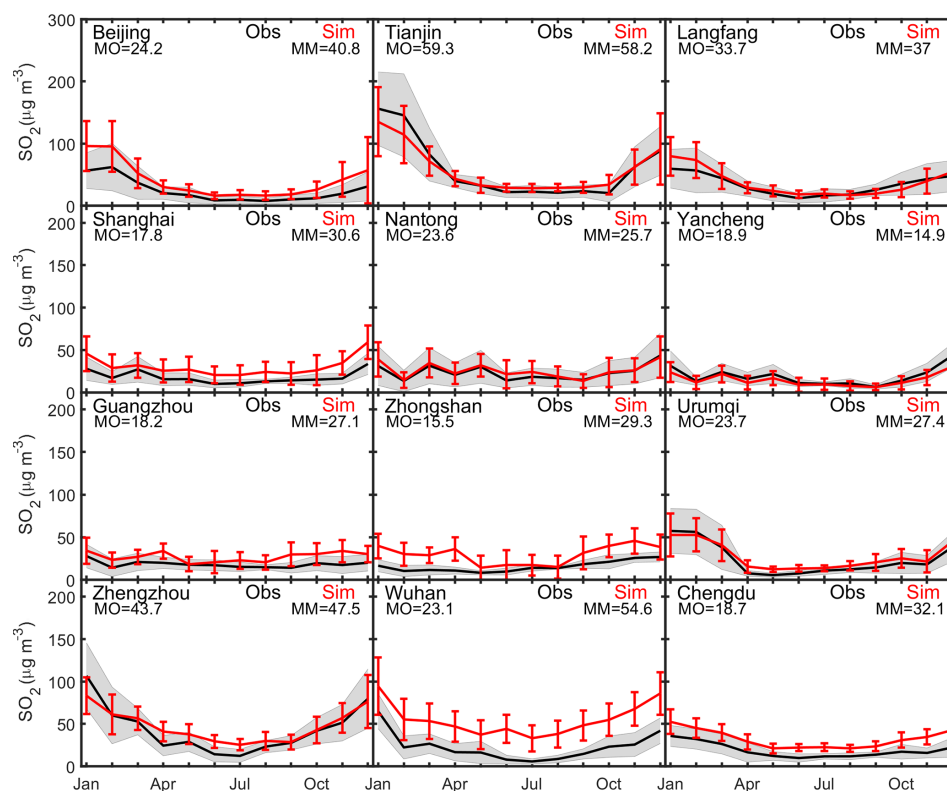 Beijing Obs Sim
MO=24.2 MM=40.8
Tianjin Obs Sim
MO=59.3 MM=58.2
Langfang Obs Sim
MO=33.7 MM=37
300
200
100
0
SO2(μg m-3)
Shanghai Obs Sim
MO=17.8 MM=30.6
Nantong Obs Sim
MO=23.6 MM=25.7
Yancheng Obs Sim
MO=18.9 MM=14.9
200
150
100
50
0
SO2(μg m-3)
Guangzhou Obs Sim
MO=18.2 MM=27.1
Zhongshan Obs Sim
MO=15.5 MM=29.3
Urumqi Obs Sim
MO=23.7 MM=27.4
200
150
100
50
0
SO2(μg m-3)
Zhengzhou Obs Sim
MO=43.7 MM=47.5
Wuhan Obs Sim
MO=23.1 MM=54.6
Chengdu Obs Sim
MO=18.7 MM=32.1
200
150
100
50
0
SO2(μg m-3)
Jan Apr Jul Oct Jan Apr Jul Oct Jan Apr Jul Oct